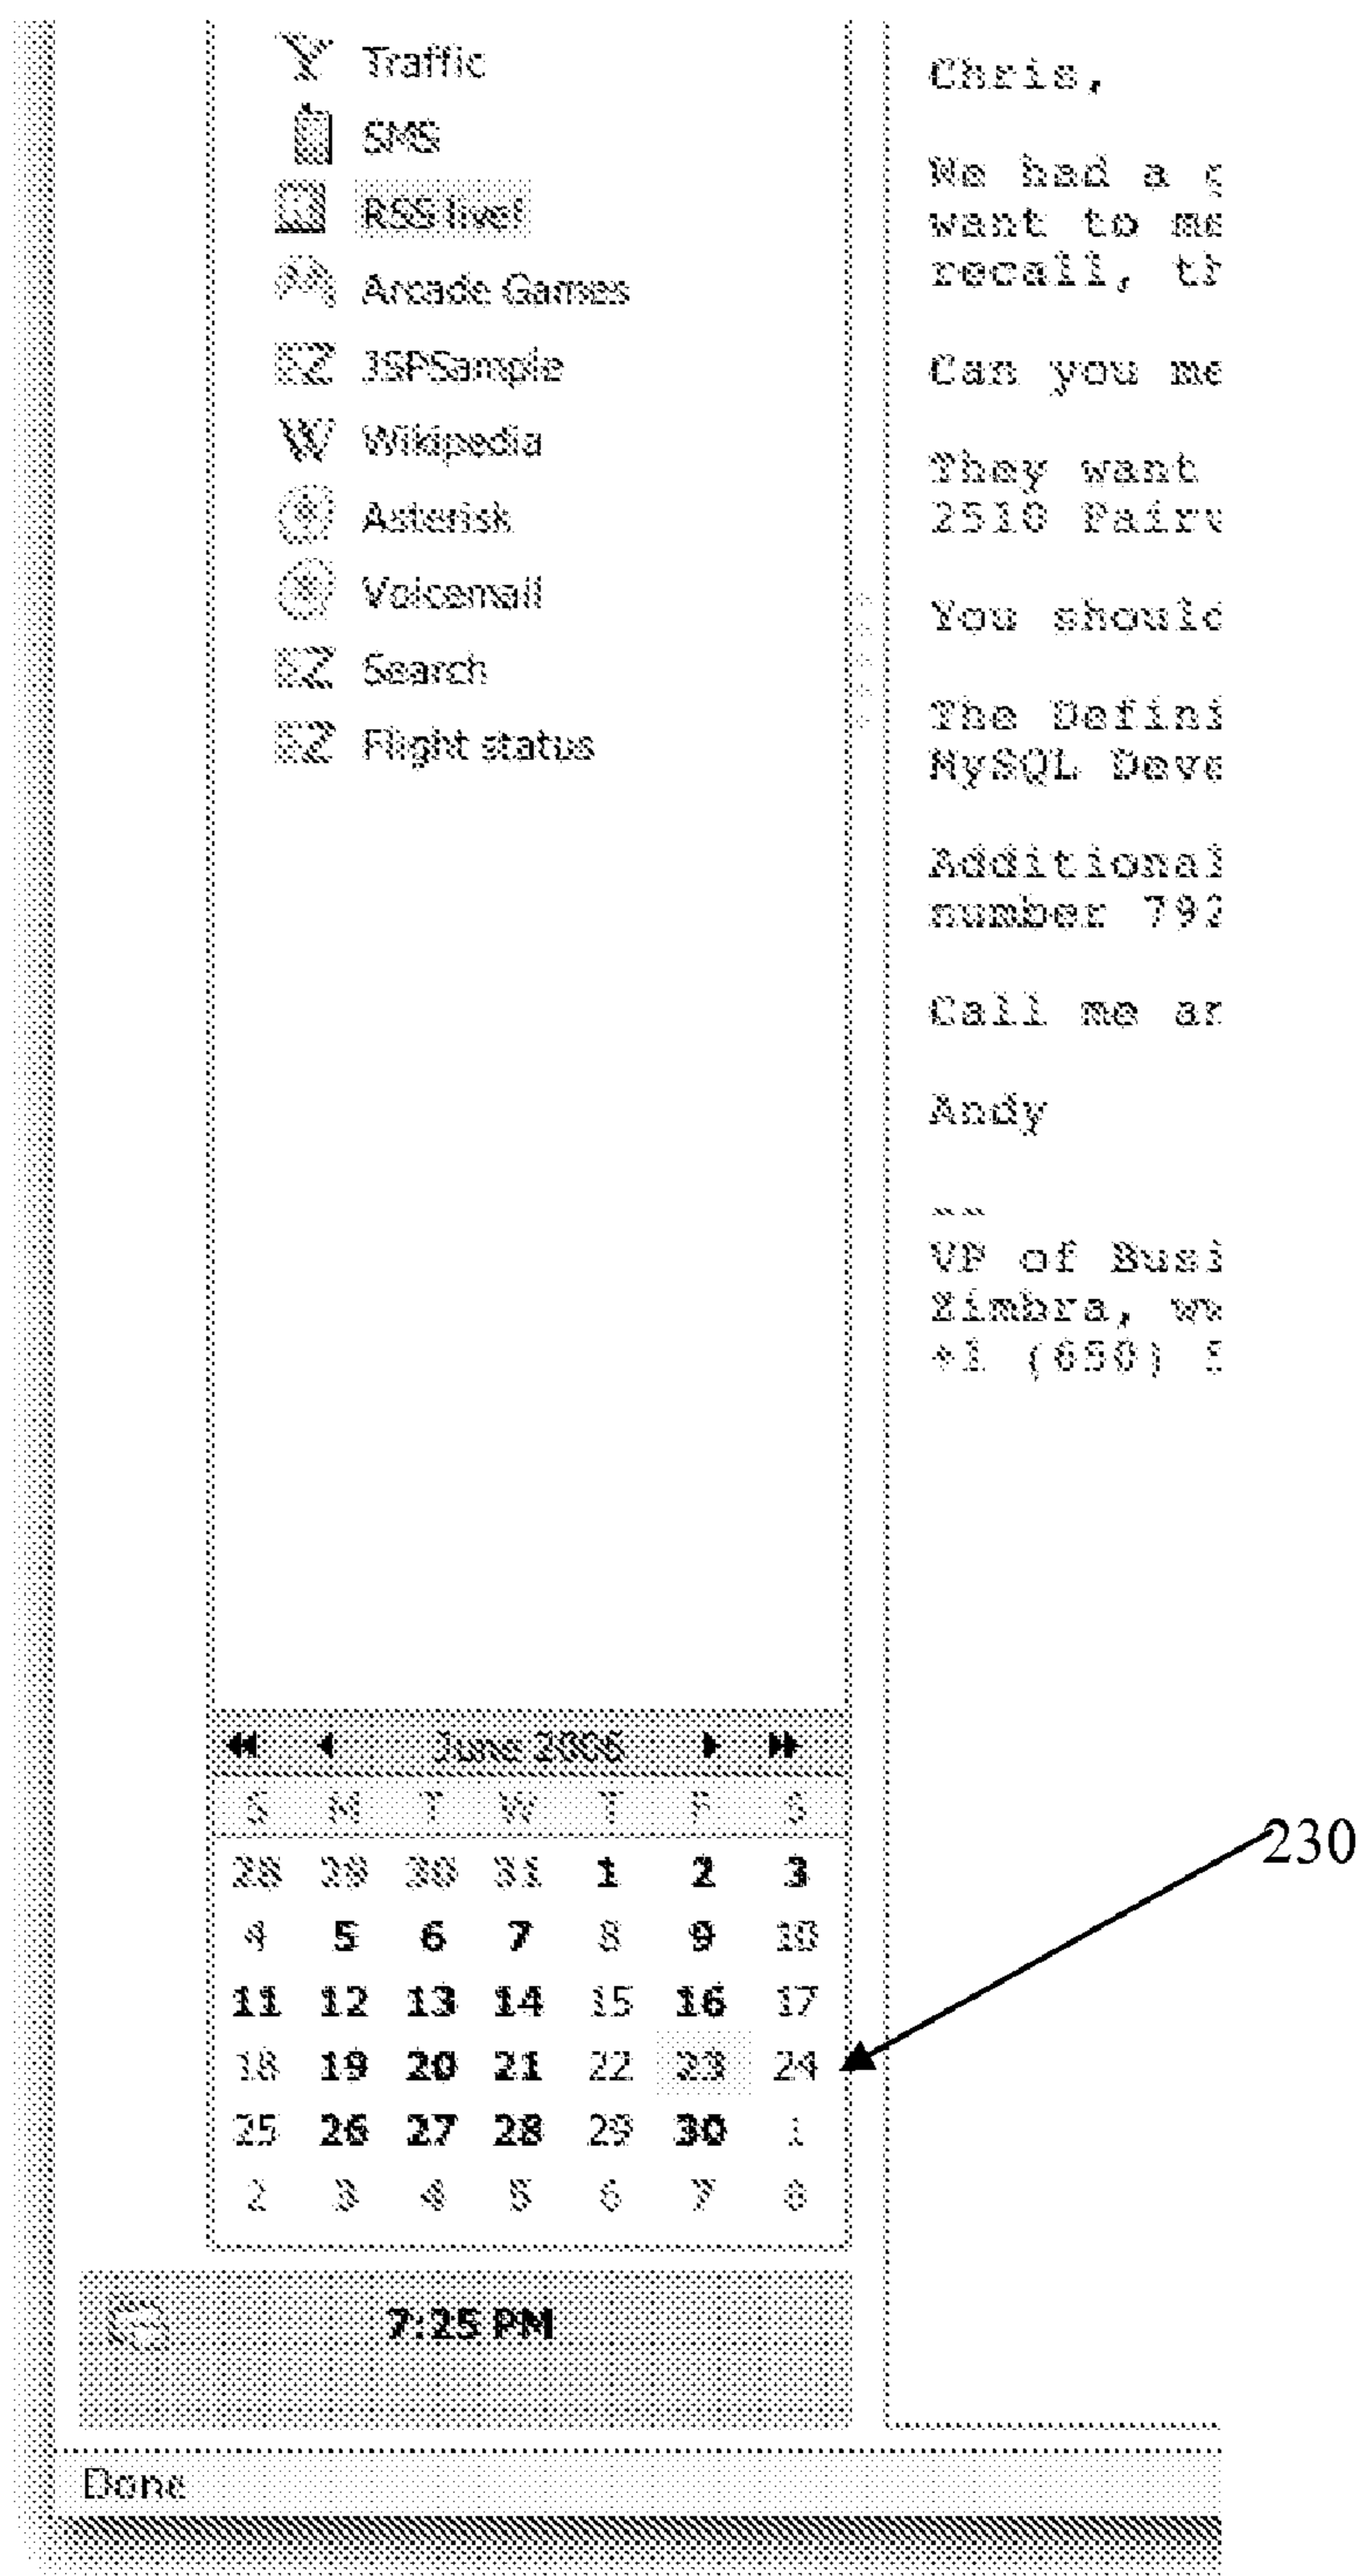 Traffic
SMS
RSS live!
Arcade Games
JSPSample
Wikipedia
Asterisk
Voicemail
Search
Flight status
June 2006
S M T W T F S
28 29 30 31 1 2 3
4 5 6 7 8 9 10
11 12 13 14 15 16 17
18 19 20 21 22 23 24
25 26 27 28 29 30 1
2 3 4 5 6 7 8
7:25 PM
Done
Chris,
We had a
want to me
recall, th
Can you me
They want
2510 Fairv
You should
The Defini
MySQL Deve
Additional
number 792
Call me an
Andy
--
VP of Busi
Zimbra, ww
+1 (650) 5
230